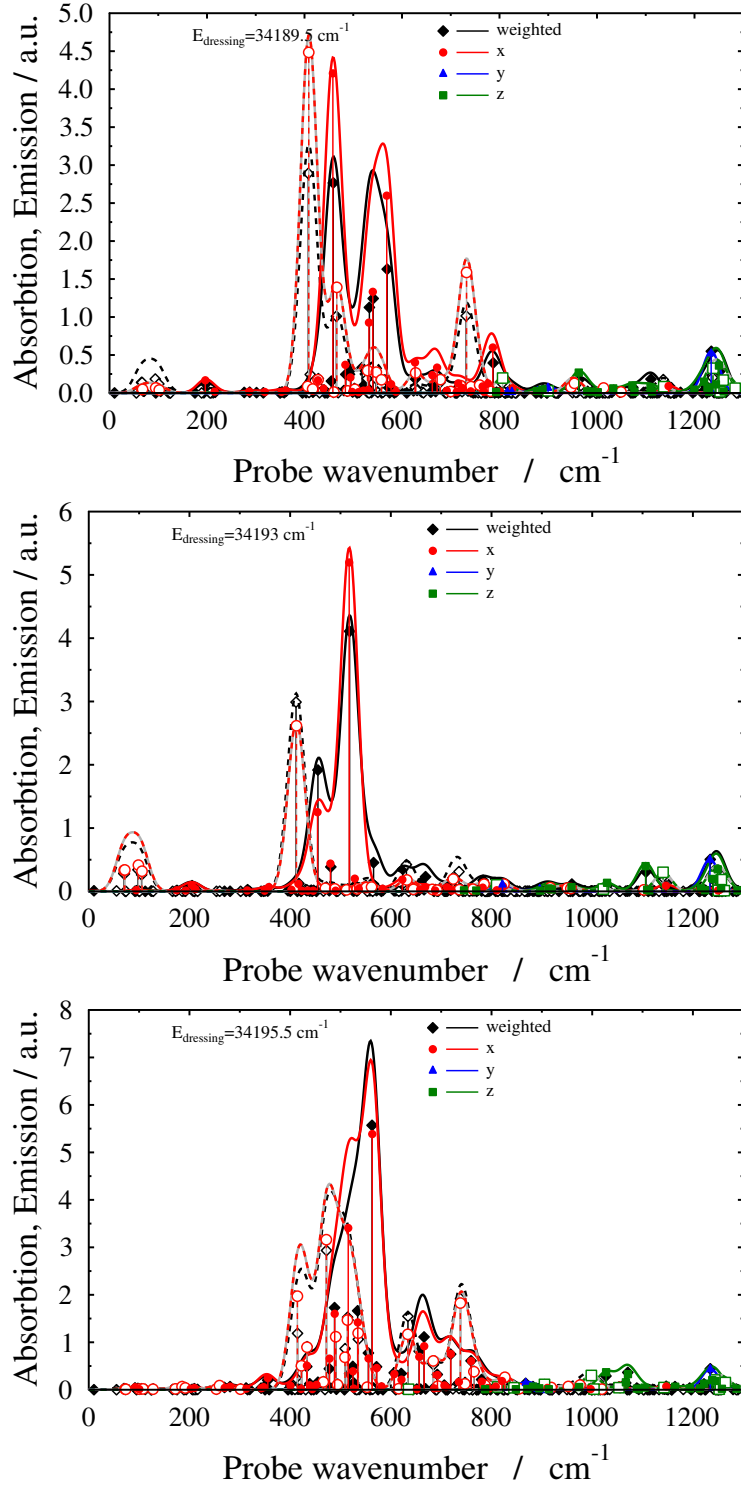 5.0
E_dressing=34189.5 cm^-1
weighted
4.5
x
4.0
y
z
3.5
3.0
2.5
2.0
1.5
1.0
0.5
0.0
Absorbtion, Emission / a.u.
0 200 400 600 800 1000 1200
Probe wavenumber / cm^-1
6
E_dressing=34193 cm^-1
weighted
x
5
y
z
4
3
2
1
0
Absorbtion, Emission / a.u.
0 200 400 600 800 1000 1200
Probe wavenumber / cm^-1
8
E_dressing=34195.5 cm^-1
weighted
x
7
y
z
6
5
4
3
2
1
0
Absorbtion, Emission / a.u.
0 200 400 600 800 1000 1200
Probe wavenumber / cm^-1